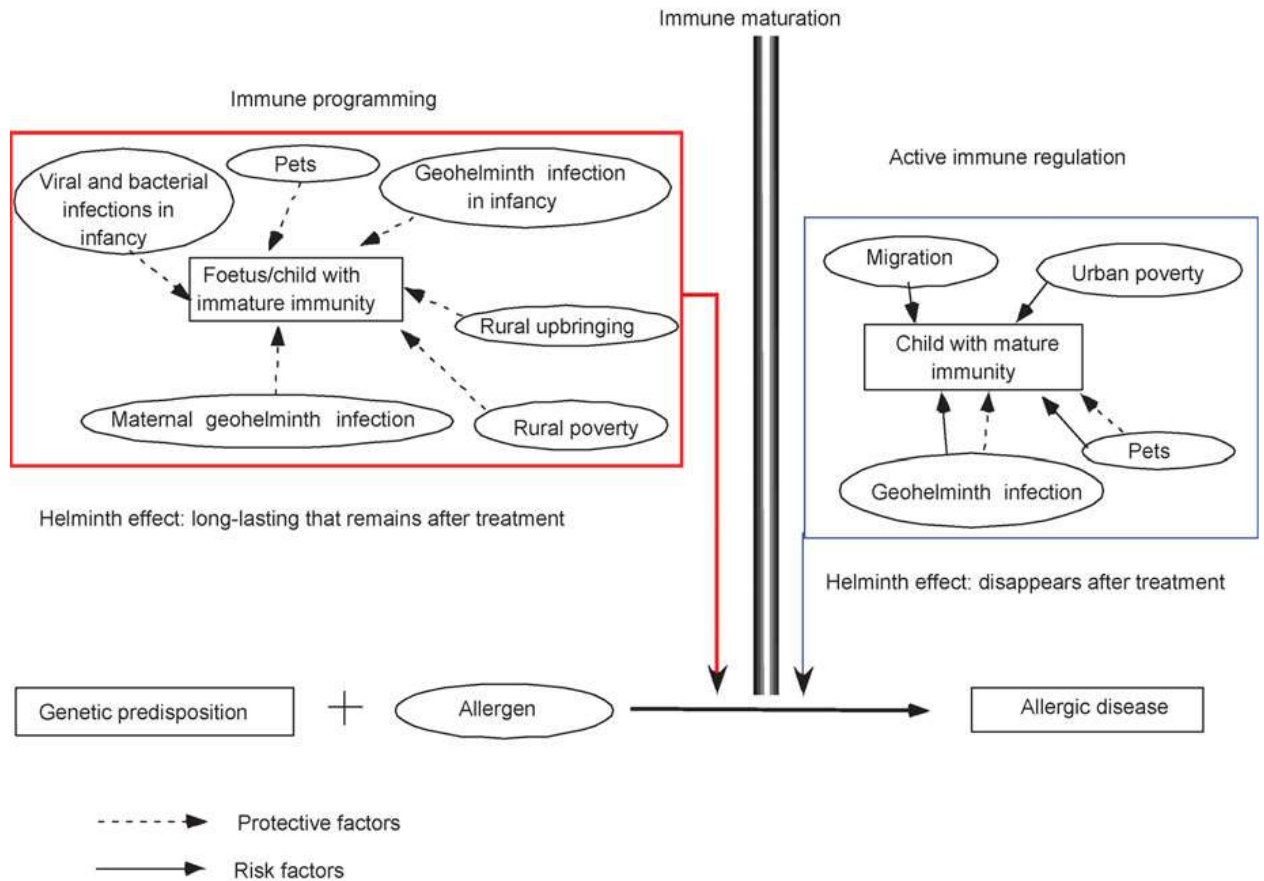 Immune maturation
Immune programming
Viral and bacterial
infections in
infancy
Pets
Geohelminth infection
in infancy
Foetus/child with
immature immunity
Rural upbringing
Maternal geohelminth infection
Rural poverty
Helminth effect: long-lasting that remains after treatment
Active immune regulation
Migration
Urban poverty
Child with mature
immunity
Pets
Geohelminth infection
Helminth effect: disappears after treatment
Genetic predisposition
+
Allergen
Allergic disease
Protective factors
Risk factors